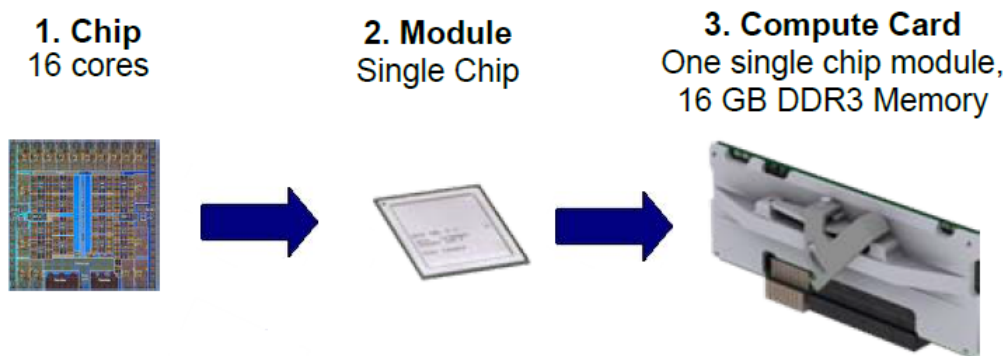 1. Chip
16 cores
2. Module
Single Chip
3. Compute Card
One single chip module,
16 GB DDR3 Memory